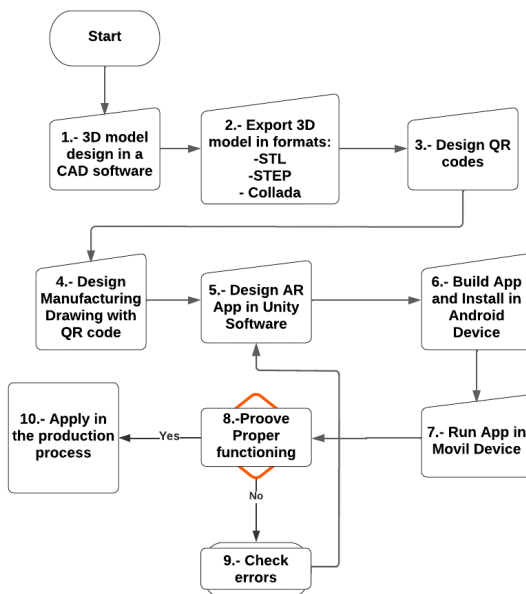 Start
1.- 3D model
design in a
CAD software
2.- Export 3D
model in formats:
-STL
-STEP
- Collada
3.- Design QR
codes
4.- Design
Manufacturing
Drawing with
QR code
5.- Design AR
App in Unity
Software
6.- Build App
and Install in
Android
Device
7.- Run App in
Movil Device
8.-Proove
Proper
functioning
Yes
10.- Apply in
the production
process
No
9.- Check
errors